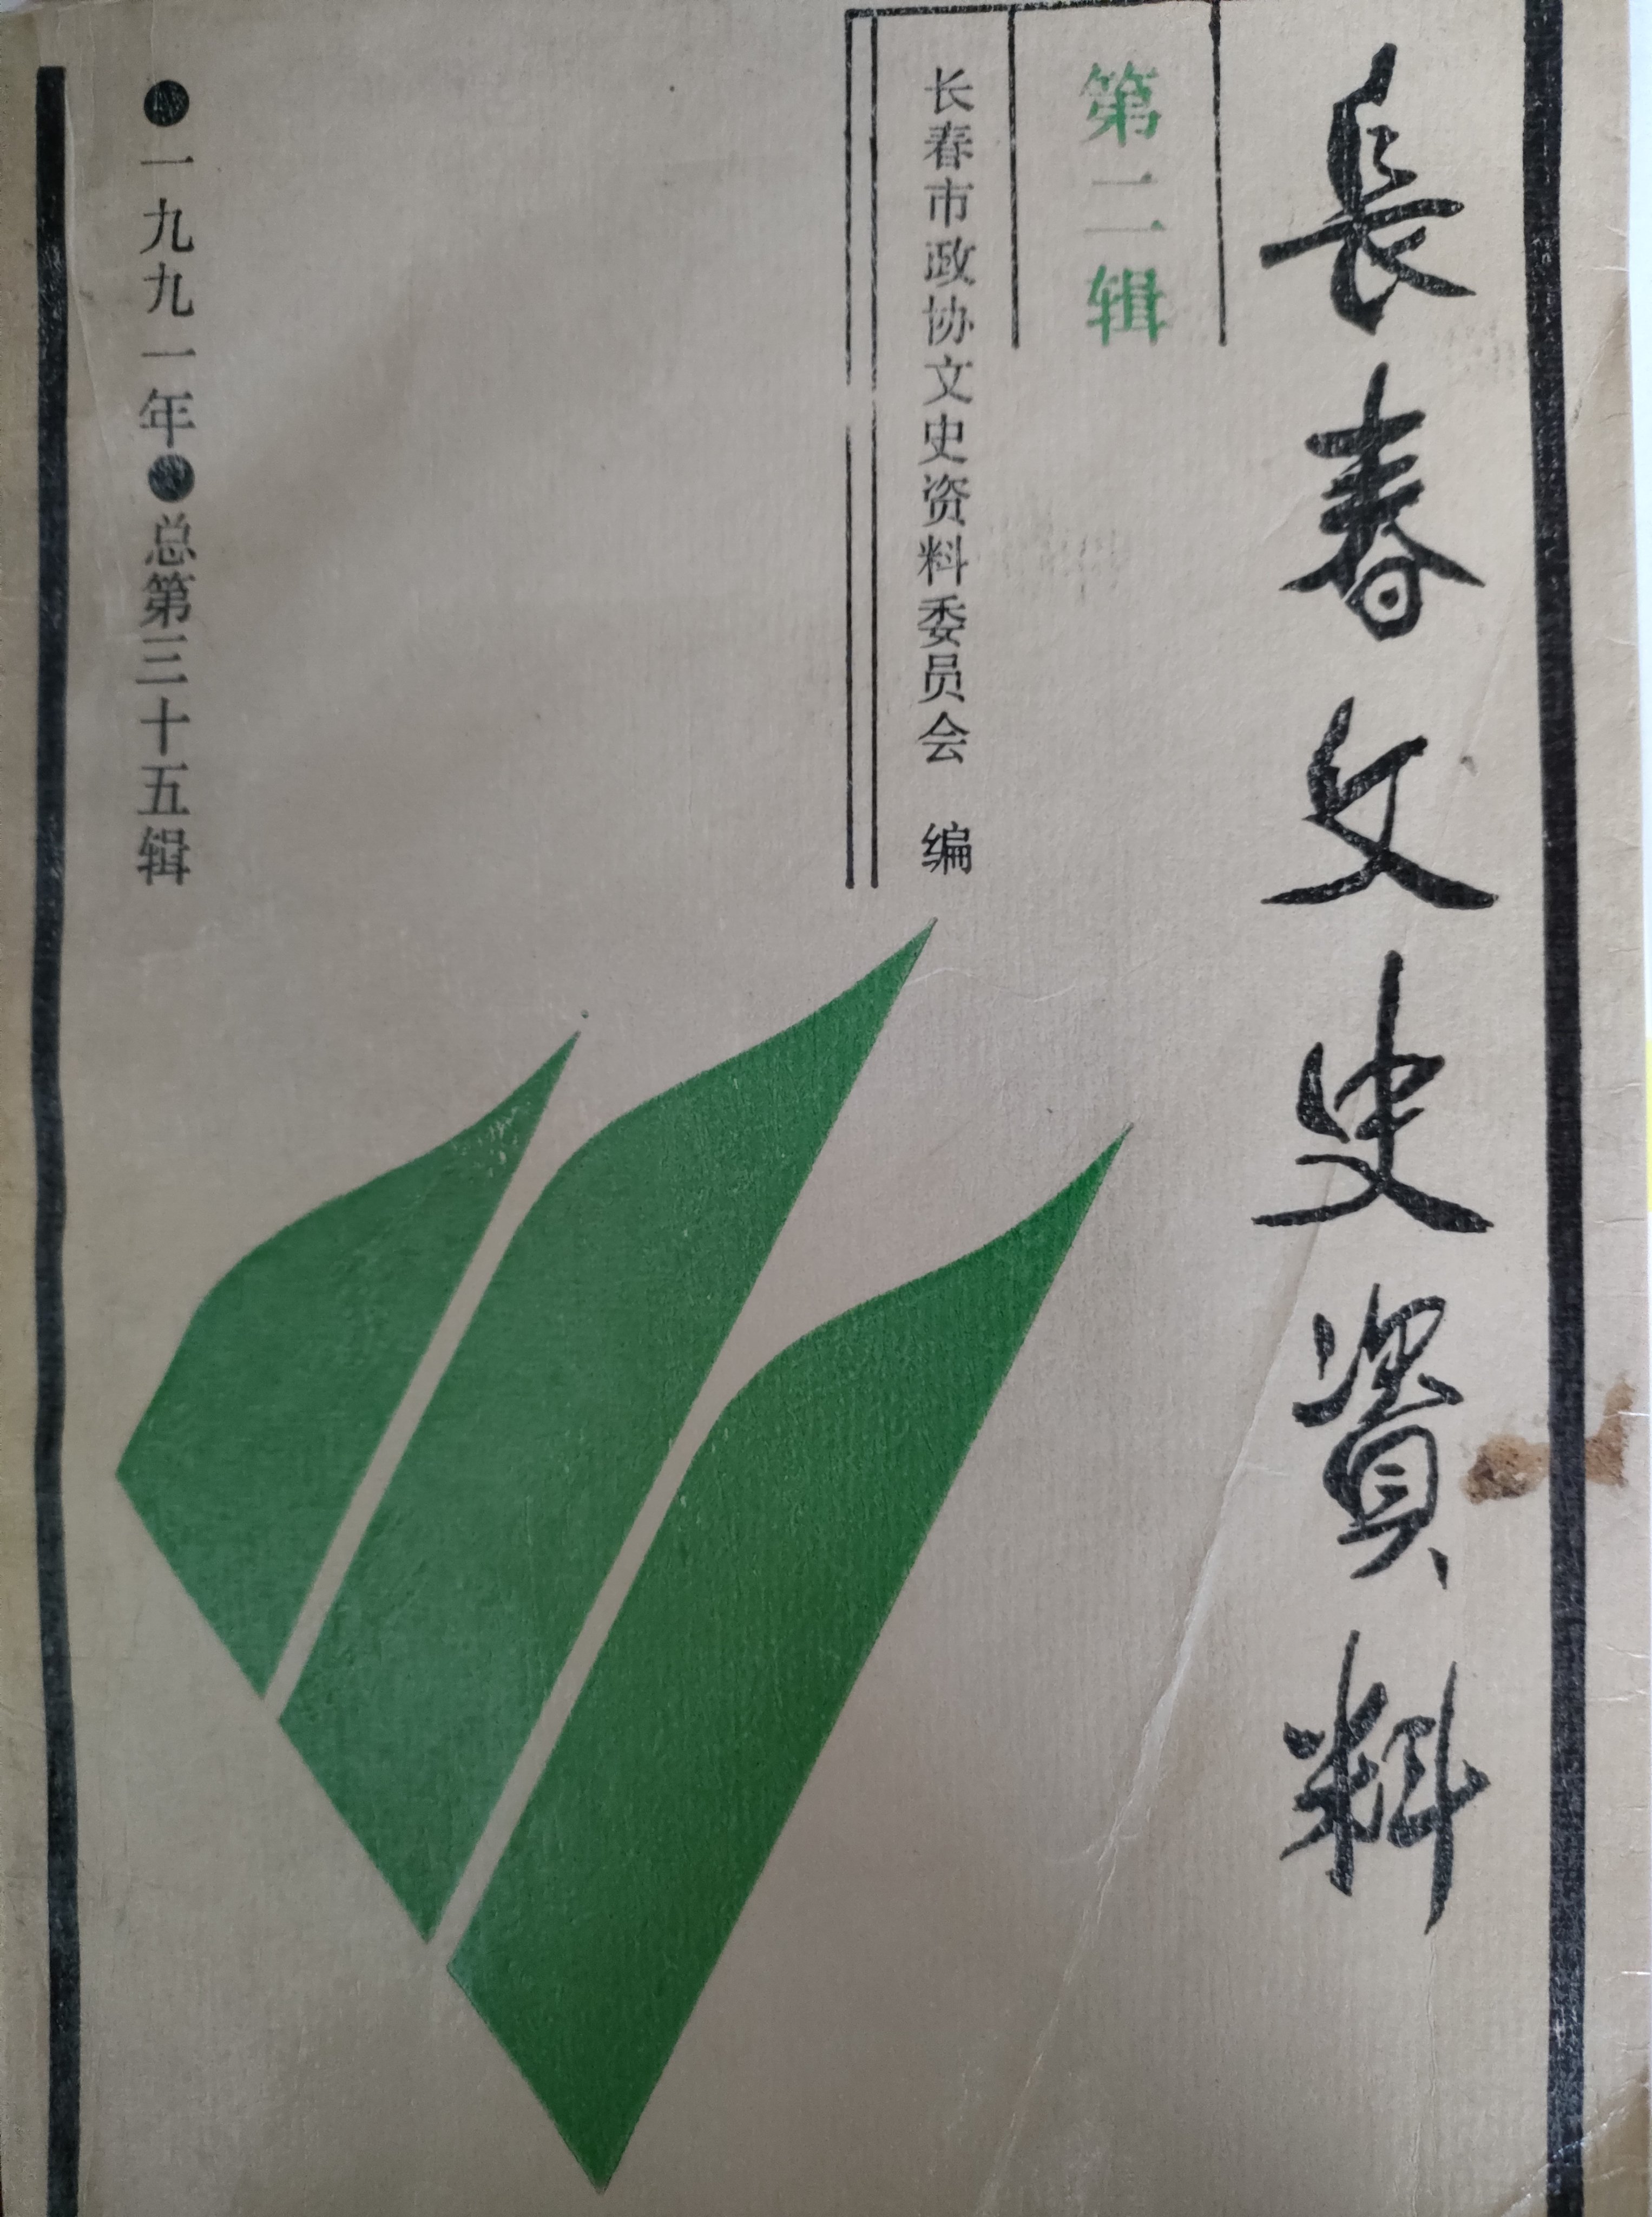 長春文史資料
第二辑
长春市政协文史资料委员会 编
●一九九一年●总第三十五辑